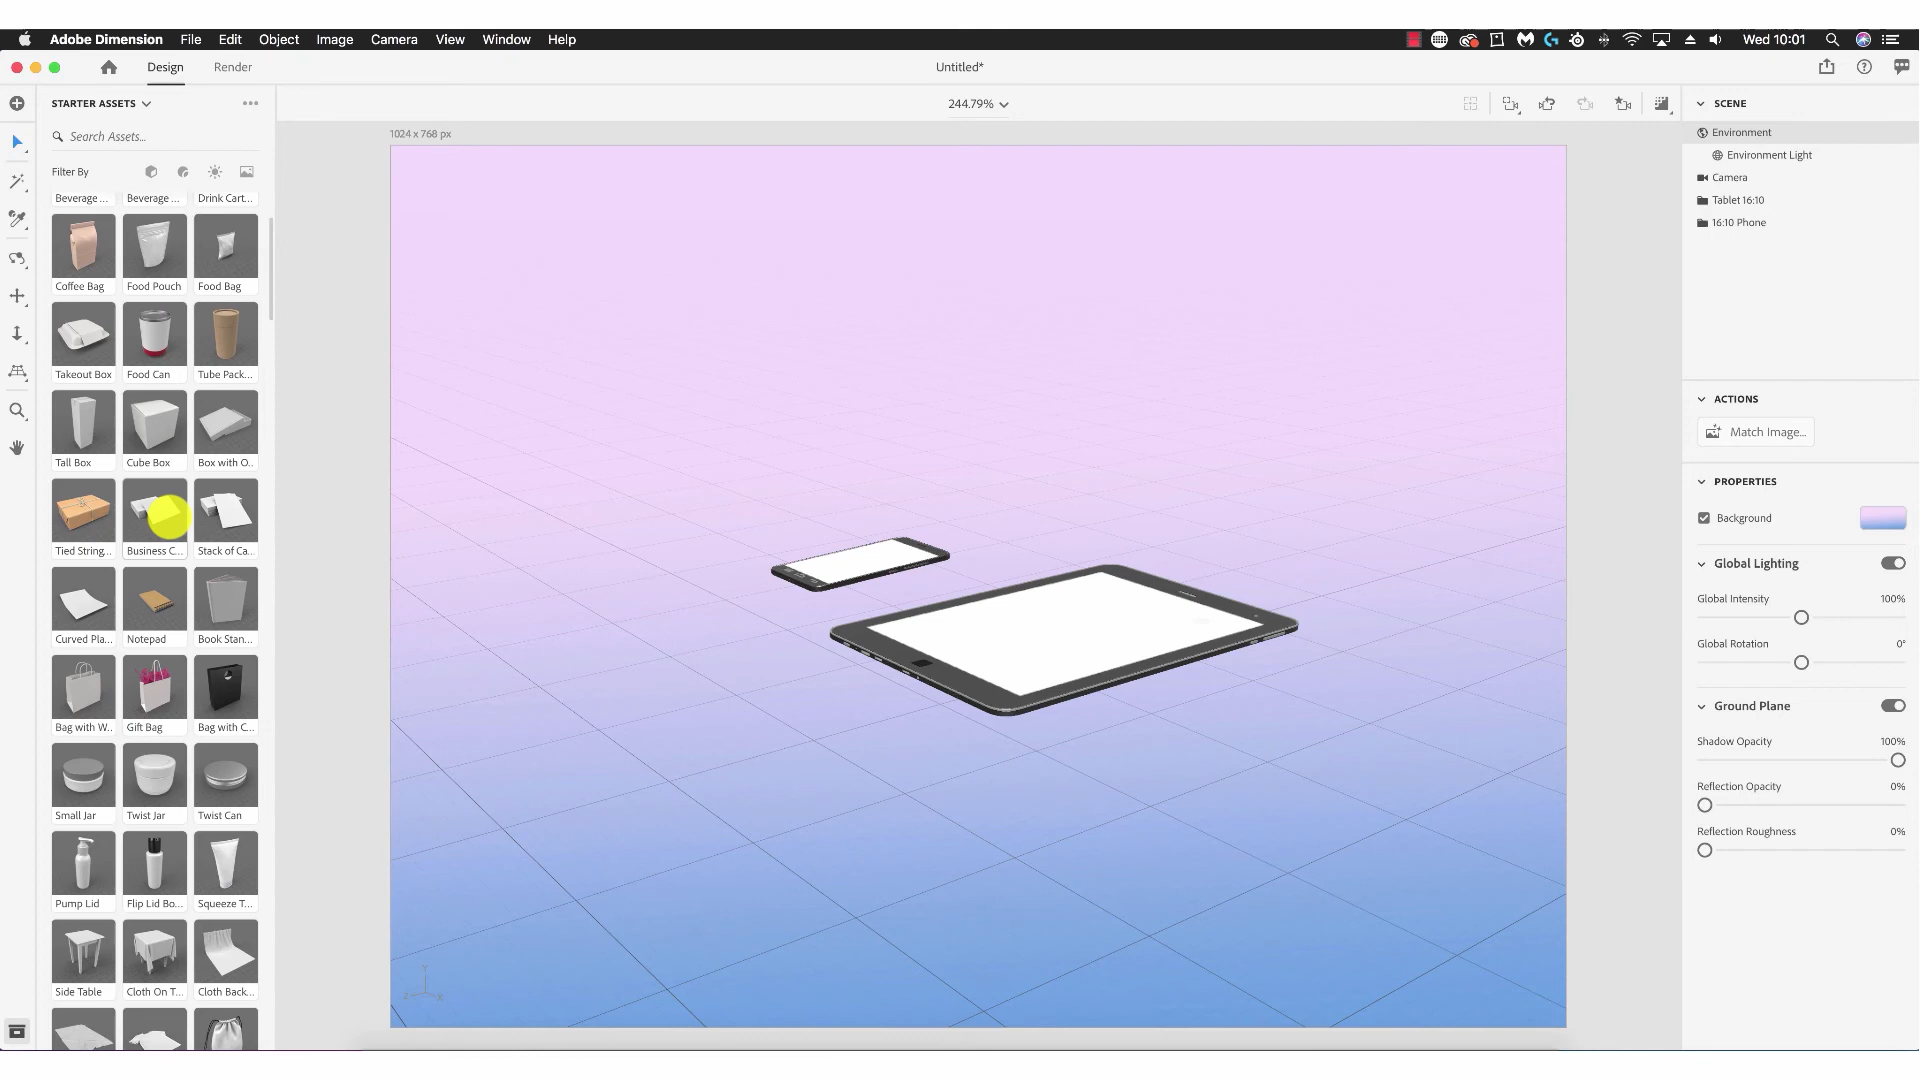 Adobe Dimension File Edit Object Image Camera View Window Help Wed 10:01
Design Render Untitled*
STARTER ASSETS
Search Assets...
Filter By
Beverage ... Beverage ... Drink Cart...
Coffee Bag Food Pouch Food Bag
Takeout Box Food Can Tube Pack...
Tall Box Cube Box Box with O...
Tied String... Business C... Stack of Ca...
Curved Pla... Notepad Book Stan...
Bag with W... Gift Bag Bag with C...
Small Jar Twist Jar Twist Can
Pump Lid Flip Lid Bo... Squeeze T...
Side Table Cloth On T... Cloth Back...
244.79%
1024 x 768 px
Y
Z X
SCENE
Environment
Environment Light
Camera
Tablet 16:10
16:10 Phone
ACTIONS
Match Image...
PROPERTIES
Background
Global Lighting
Global Intensity 100%
Global Rotation 0°
Ground Plane
Shadow Opacity 100%
Reflection Opacity 0%
Reflection Roughness 0%